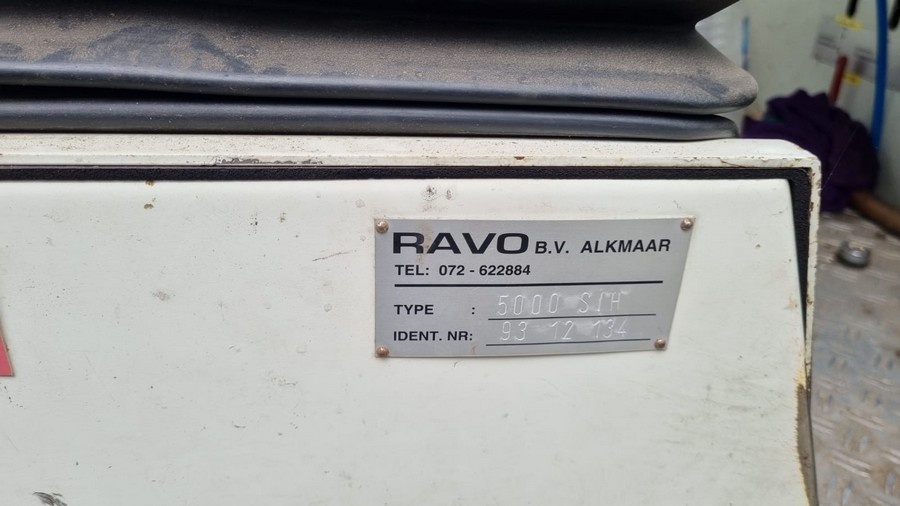 RAVO B.V. ALKMAAR
TEL: 072 - 622884
TYPE : 5000 STH
IDENT. NR: 93 12 134